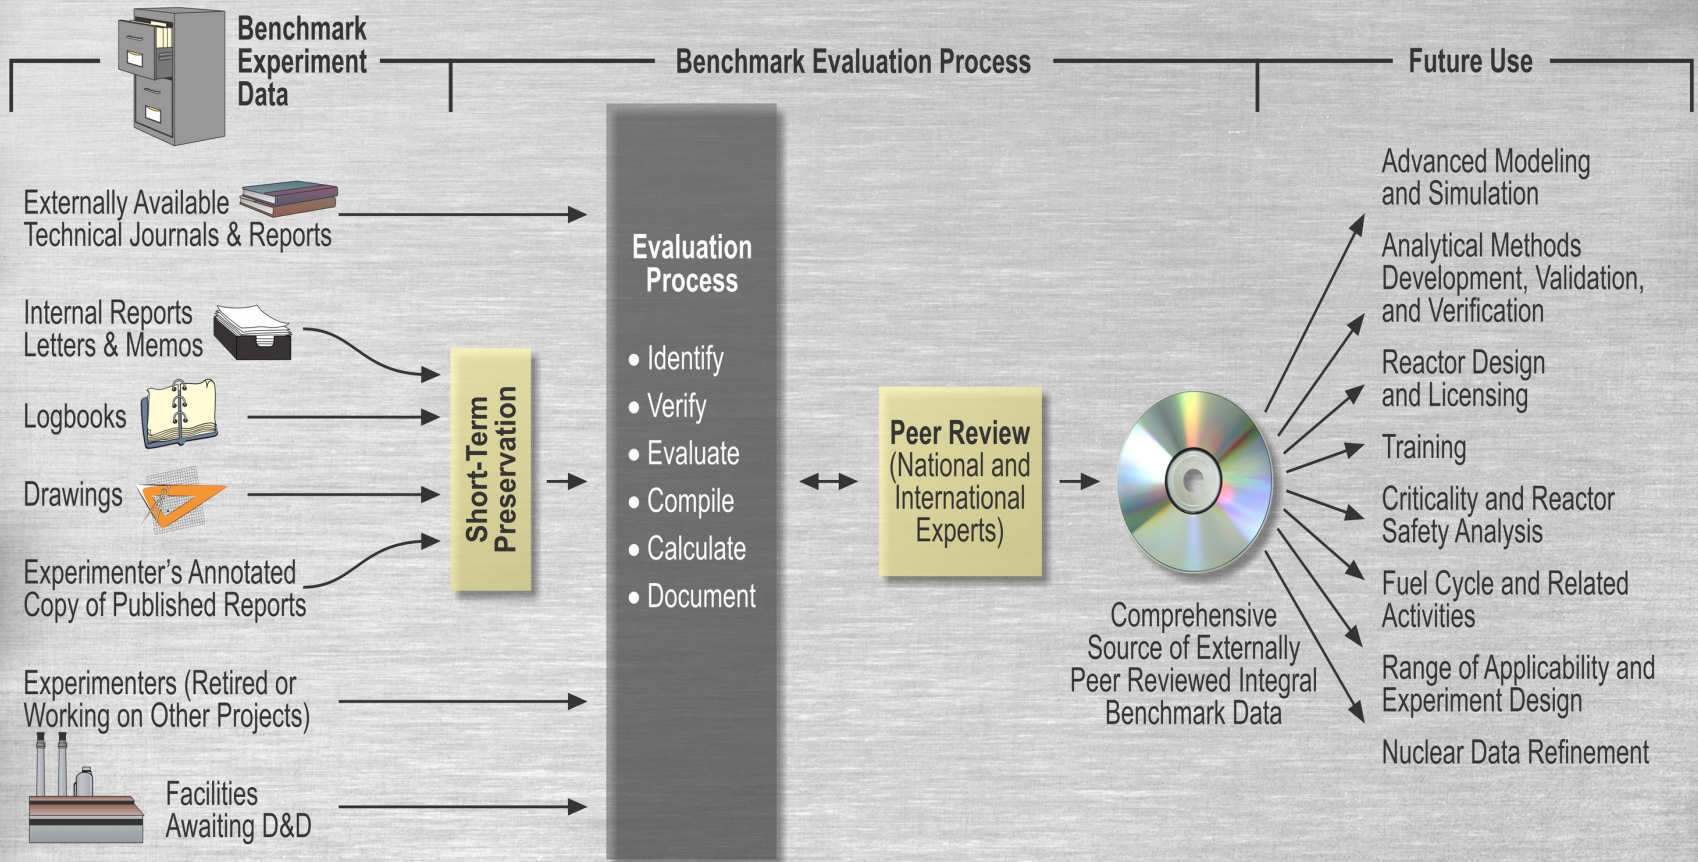 Benchmark
Experiment
Data
Benchmark Evaluation Process
Future Use
Externally Available
Technical Journals & Reports
Internal Reports
Letters & Memos
Logbooks
Drawings
Experimenter's Annotated
Copy of Published Reports
Experimenters (Retired or
Working on Other Projects)
Facilities
Awaiting D&D
Short-Term
Preservation
Evaluation
Process
• Identify
• Verify
• Evaluate
• Compile
• Calculate
• Document
Peer Review
(National and
International
Experts)
Comprehensive
Source of Externally
Peer Reviewed Integral
Benchmark Data
Advanced Modeling
and Simulation
Analytical Methods
Development, Validation,
and Verification
Reactor Design
and Licensing
Training
Criticality and Reactor
Safety Analysis
Fuel Cycle and Related
Activities
Range of Applicability and
Experiment Design
Nuclear Data Refinement